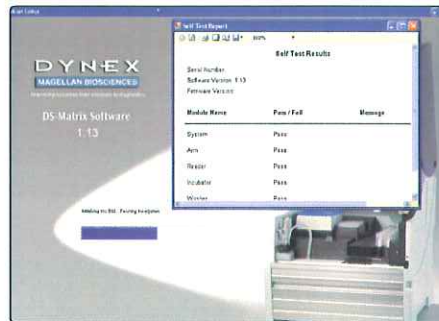 DYNEX
MAGELLAN BIOSCIENCES
DS-Matrix Software
1.13
Self Test Report
100%
Self Test Results
Serial Number:
Software Version: 1.13
Firmware Version:
Module Name Pass / Fail Message
System Pass
Arm Pass
Reader Pass
Incubator Pass
Washer Pass